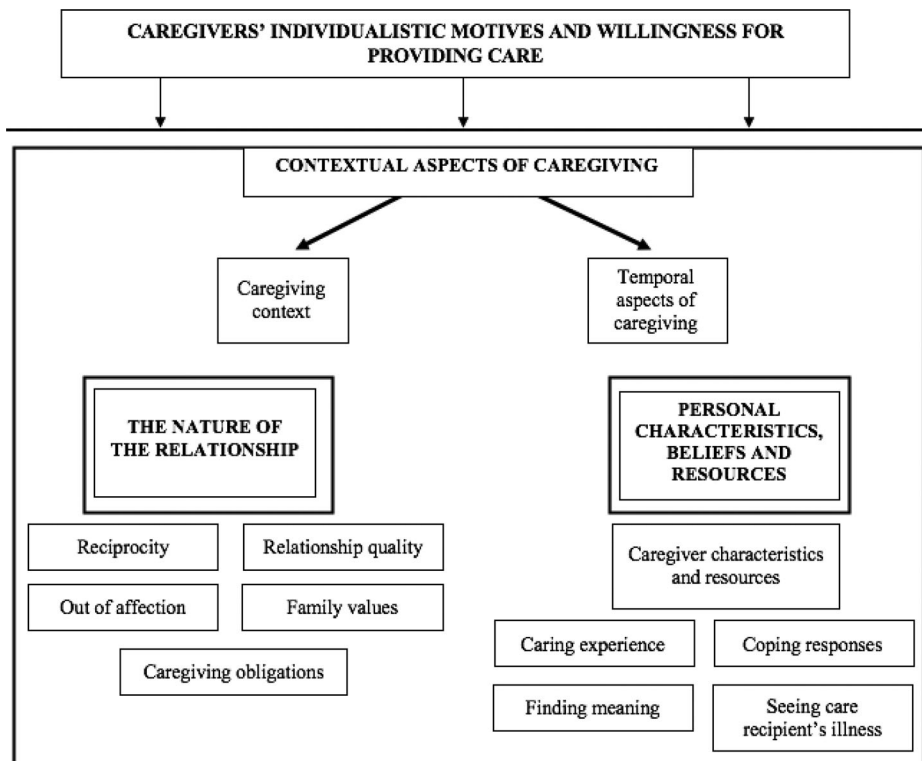 CAREGIVERS' INDIVIDUALISTIC MOTIVES AND WILLINGNESS FOR
PROVIDING CARE
CONTEXTUAL ASPECTS OF CAREGIVING
Caregiving
context
Temporal
aspects of
caregiving
THE NATURE OF
THE RELATIONSHIP
PERSONAL
CHARACTERISTICS,
BELIEFS AND
RESOURCES
Reciprocity
Relationship quality
Out of affection
Family values
Caregiving obligations
Caregiver characteristics
and resources
Caring experience
Coping responses
Finding meaning
Seeing care
recipient's illness